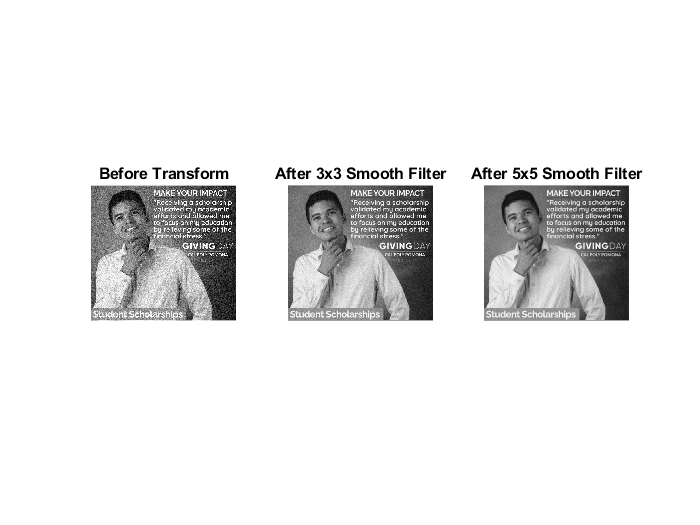 Before Transform
MAKE YOUR IMPACT
"Receiving a scholarship
validated my academic
efforts and allowed me
to focus on my education
by relieving some of the
financial stress."
GIVING DAY
CAL POLY POMONA
Student Scholarships
After 3x3 Smooth Filter
MAKE YOUR IMPACT
"Receiving a scholarship
validated my academic
efforts and allowed me
to focus on my education
by relieving some of the
financial stress."
GIVINGDAY
CAL POLY POMONA
Student Scholarships
After 5x5 Smooth Filter
MAKE YOUR IMPACT
"Receiving a scholarship
validated my academic
efforts and allowed me
to focus on my education
by relieving some of the
financial stress."
GIVINGDAY
CAL POLY POMONA
Student Scholarships